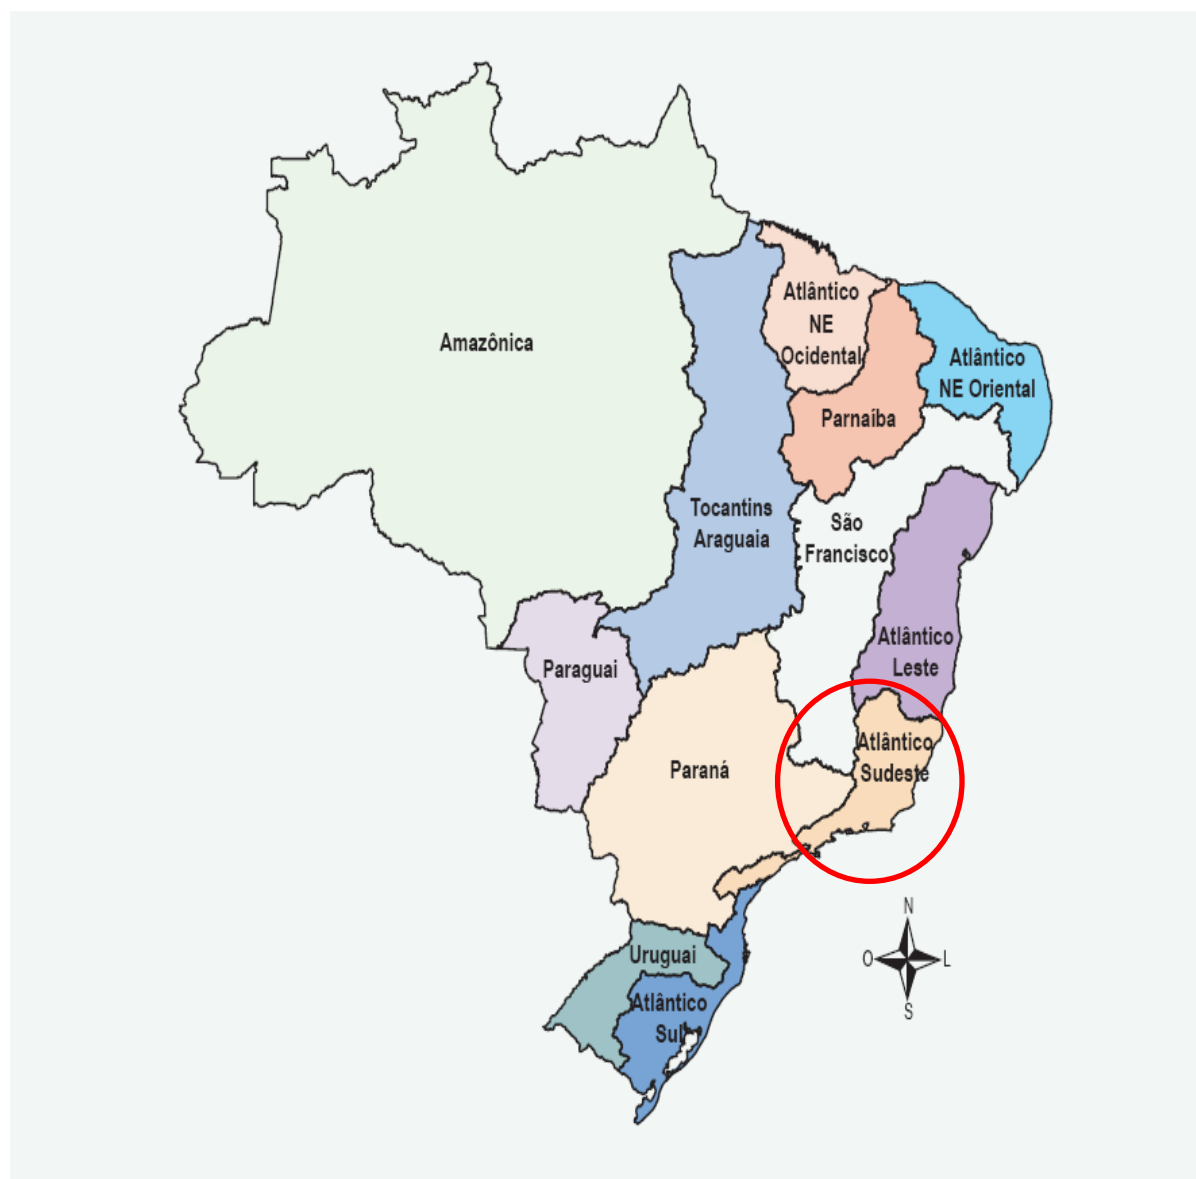 Amazônica
Atlântico
NE
Ocidental
Atlântico
NE Oriental
Parnaíba
Tocantins
Araguaia
São
Francisco
Atlântico
Leste
Paraguai
Atlântico
Sudeste
Paraná
N
O
L
S
Uruguai
Atlântico
Sul